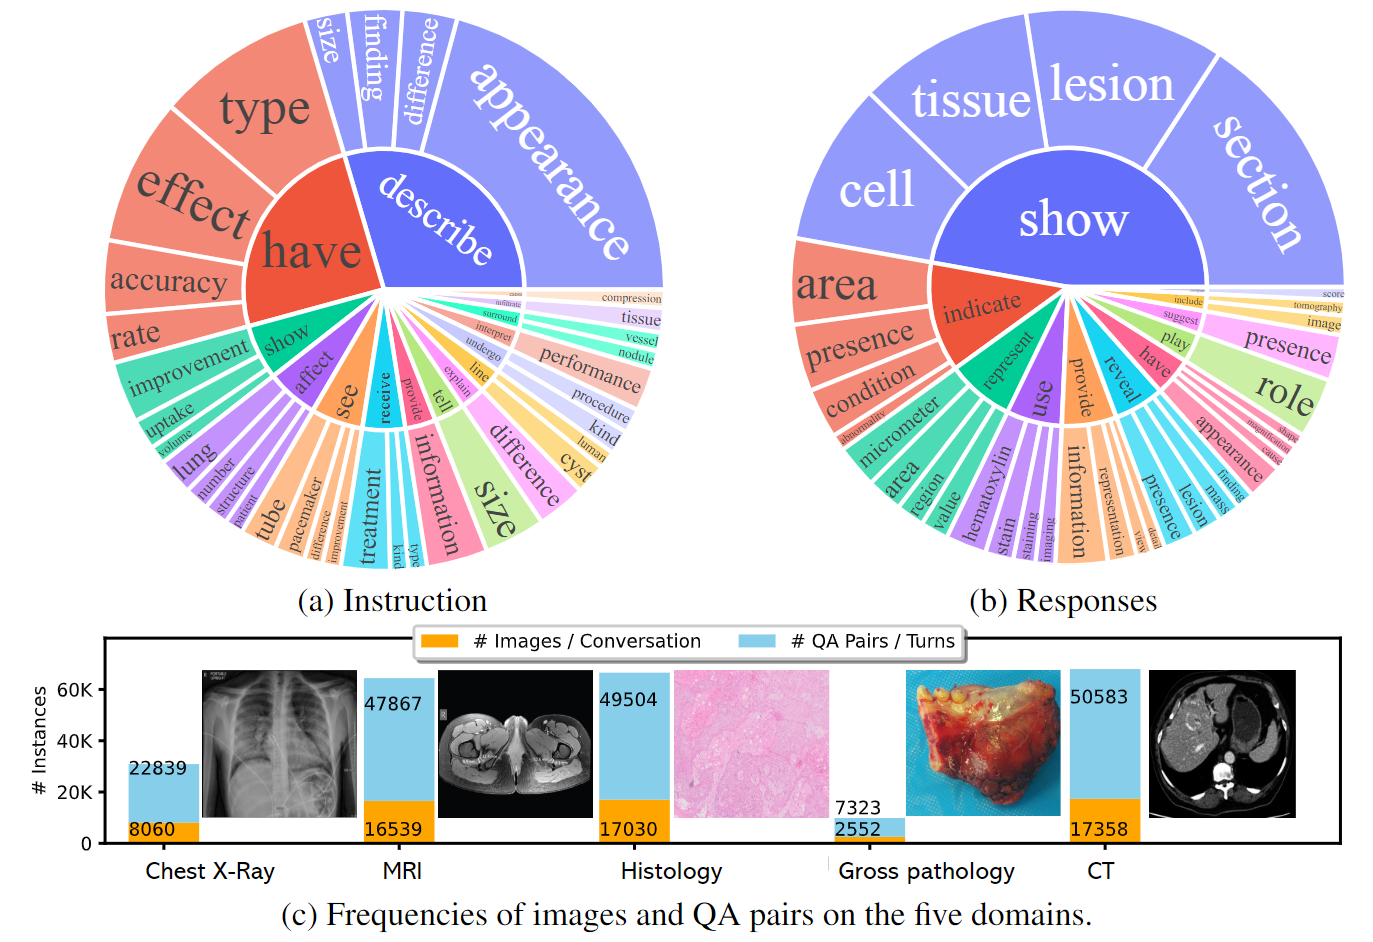 size
finding
difference
appearance
describe
type
effect
accuracy
rate
have
improvement
uptake
volume
show
lung
number
structure
patient
affect
tube
pacemaker
difference
improvement
see
treatment
kind
type
receive
information
provide
size
tell
difference
explain
cyst
luman
line
kind
procedure
undergo
performance
interpret
nodule
vessel
surround
tissue
infiltrate
compression
cell
tissue
lesion
section
show
area
presence
condition
abnormality
indicate
micrometer
area
region
value
represent
hematoxylin
stain
staining
imaging
use
information
representation
view
detail
provide
presence
lesion
mass
finding
reveal
appearance
cause
magnification
shape
have
role
play
presence
suggest
image
tomography
include
score
(a) Instruction
(b) Responses
# Images / Conversation
# QA Pairs / Turns
# Instances
60K
40K
20K
0
22839
8060
47867
16539
49504
17030
7323
2552
50583
17358
Chest X-Ray
MRI
Histology
Gross pathology
CT
(c) Frequencies of images and QA pairs on the five domains.